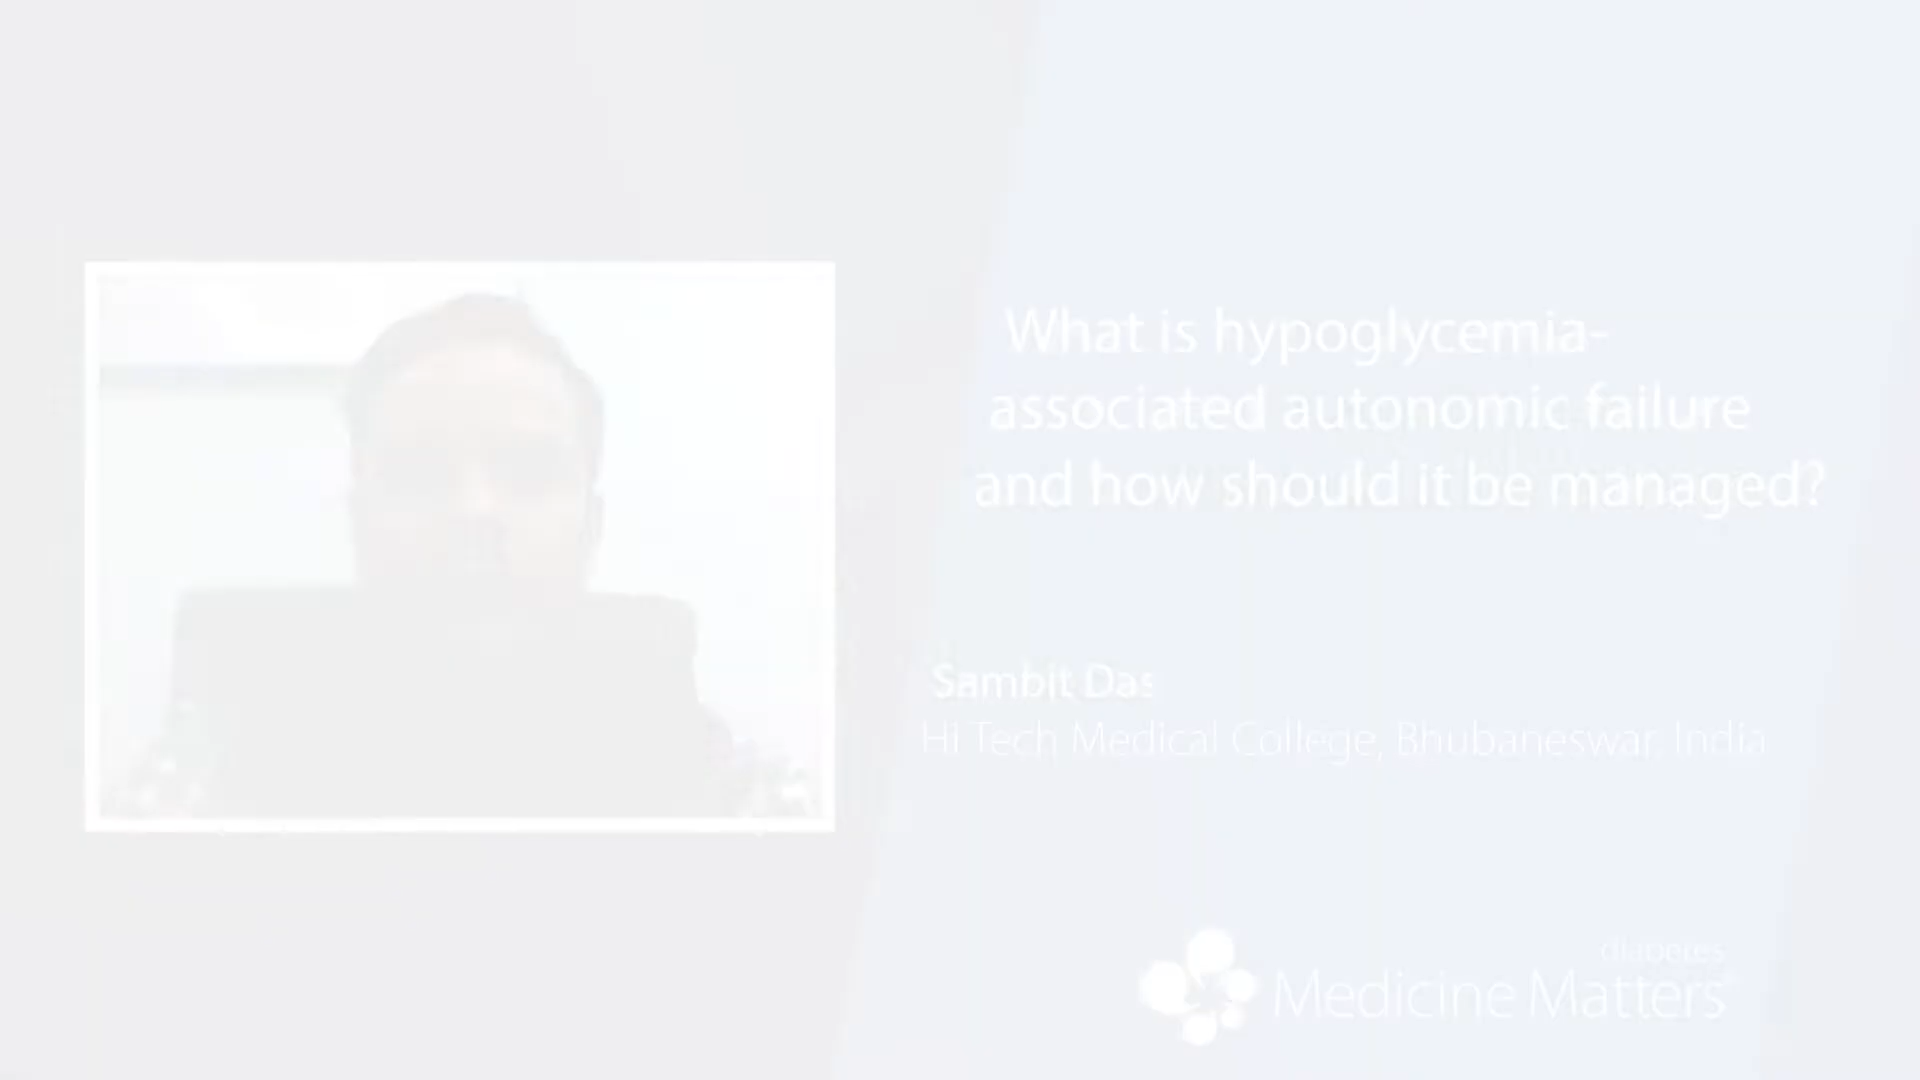 What is hypoglycemia-
associated autonomic failure
and how should it be managed?
Sambit Das
HI Tech Medical College, Bhubaneswar, India
diabetes
Medicine Matters